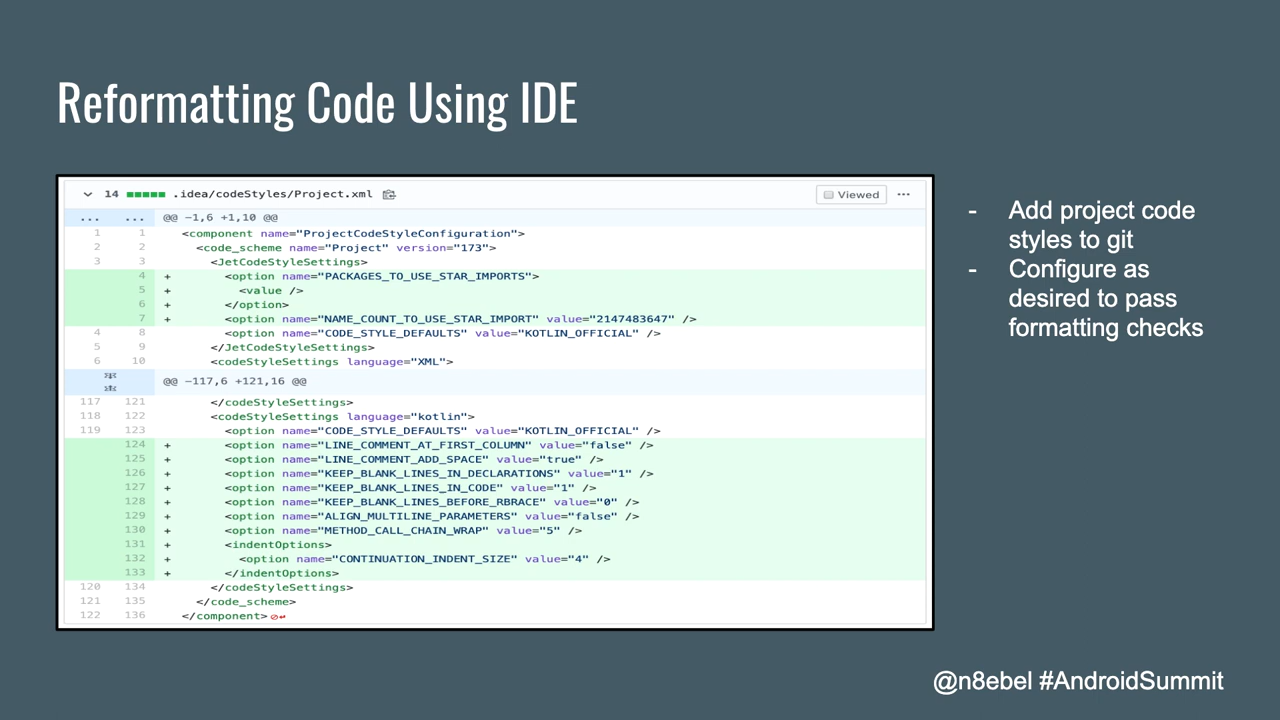 Reformatting Code Using IDE
14 .idea/codeStyles/Project.xml Viewed ...
... ... @@ -1,6 +1,10 @@
1 1 <component name="ProjectCodeStyleConfiguration">
2 2 <code_scheme name="Project" version="173">
3 3 <JetCodeStyleSettings>
4 + <option name="PACKAGES_TO_USE_STAR_IMPORTS">
5 + <value />
6 + </option>
7 + <option name="NAME_COUNT_TO_USE_STAR_IMPORT" value="2147483647" />
4 8 <option name="CODE_STYLE_DEFAULTS" value="KOTLIN_OFFICIAL" />
5 9 </JetCodeStyleSettings>
6 10 <codeStyleSettings language="XML">
@@ -117,6 +121,16 @@
117 121 </codeStyleSettings>
118 122 <codeStyleSettings language="kotlin">
119 123 <option name="CODE_STYLE_DEFAULTS" value="KOTLIN_OFFICIAL" />
124 + <option name="LINE_COMMENT_AT_FIRST_COLUMN" value="false" />
125 + <option name="LINE_COMMENT_ADD_SPACE" value="true" />
126 + <option name="KEEP_BLANK_LINES_IN_DECLARATIONS" value="1" />
127 + <option name="KEEP_BLANK_LINES_IN_CODE" value="1" />
128 + <option name="KEEP_BLANK_LINES_BEFORE_RBRACE" value="0" />
129 + <option name="ALIGN_MULTILINE_PARAMETERS" value="false" />
130 + <option name="METHOD_CALL_CHAIN_WRAP" value="5" />
131 + <indentOptions>
132 + <option name="CONTINUATION_INDENT_SIZE" value="4" />
133 + </indentOptions>
120 134 </codeStyleSettings>
121 135 </code_scheme>
122 136 </component>
- Add project code
styles to git
- Configure as
desired to pass
formatting checks
@n8ebel #AndroidSummit